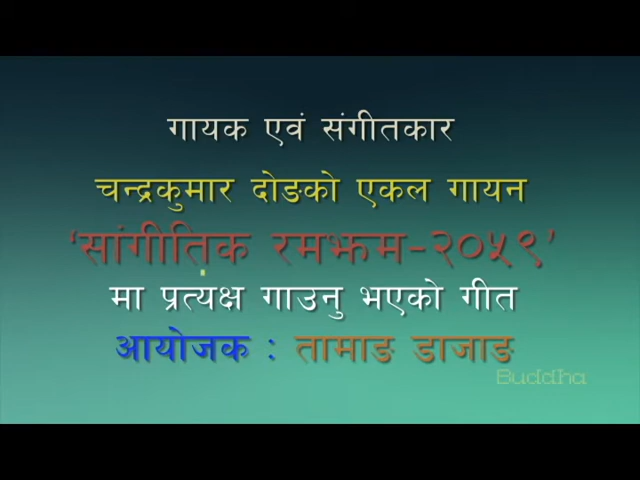 गायक एवं संगीतकार
चन्द्रकुमार दोङको एकल गायन
‘सांगीतिक रमझम-२०५९’
मा प्रत्यक्ष गाउनु भएको गीत
आयोजक : तामाङ डाजाङ
Buddha